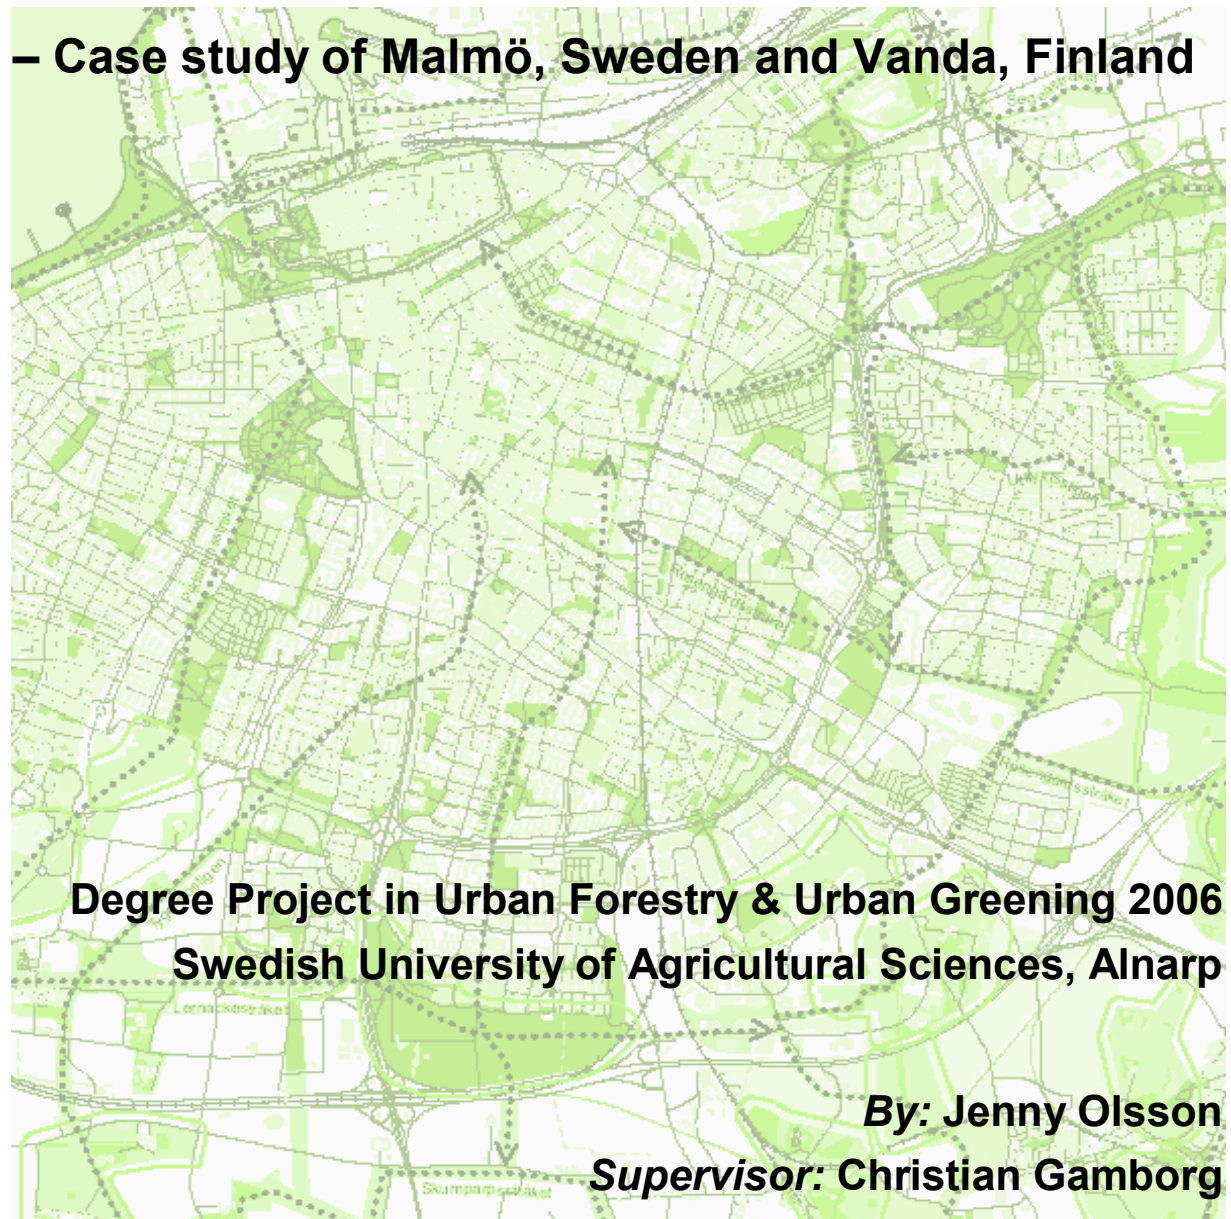 – Case study of Malmö, Sweden and Vanda, Finland
Degree Project in Urban Forestry & Urban Greening 2006
Swedish University of Agricultural Sciences, Alnarp
Lernackestråket
By: Jenny Olsson
Supervisor: Christian Gamborg